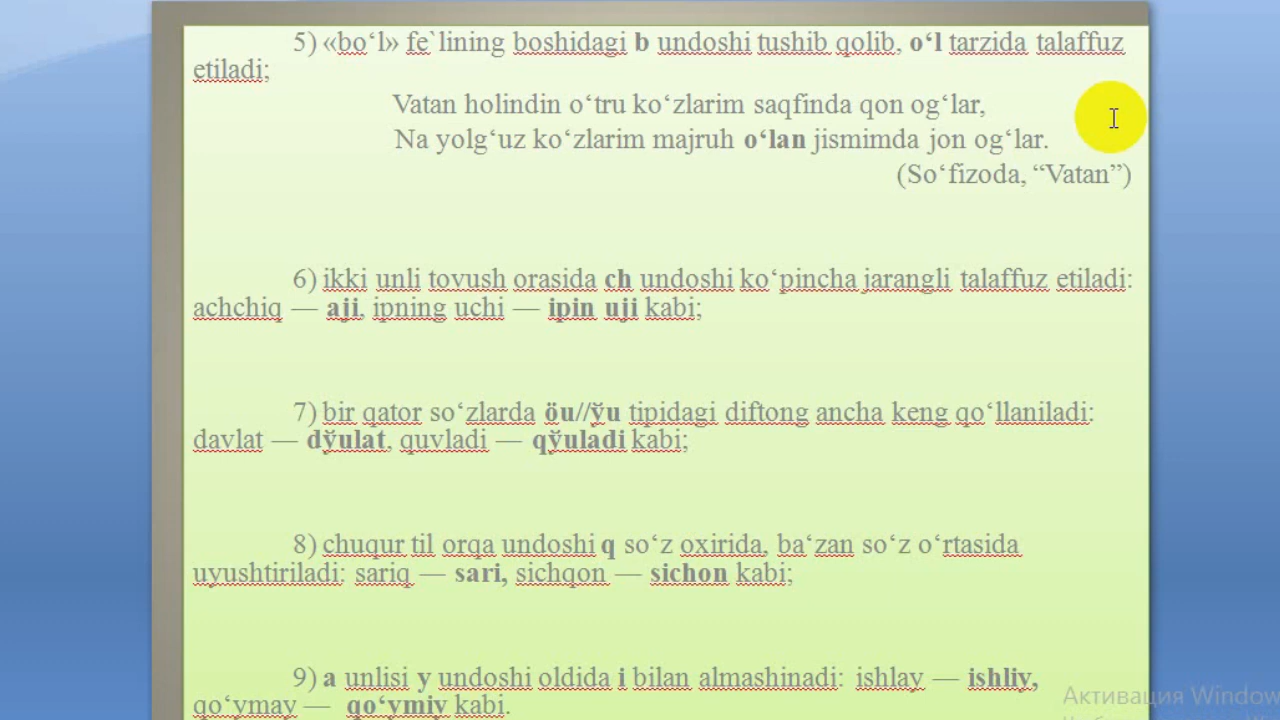 5) «bo‘l» fe`lining boshidagi b undoshi tushib qolib, o‘l tarzida talaffuz
etiladi;
Vatan holindin o‘tru ko‘zlarim saqfinda qon og‘lar,
Na yolg‘uz ko‘zlarim majruh o‘lan jismimda jon og‘lar.
(So‘fizoda, “Vatan”)
6) ikki unli tovush orasida ch undoshi ko‘pincha jarangli talaffuz etiladi:
achchiq — aji, ipning uchi — ipin uji kabi;
7) bir qator so‘zlarda öu//y̆u tipidagi diftong ancha keng qo‘llaniladi:
davlat — dy̆ulat, quvladi — qy̆uladi kabi;
8) chuqur til orqa undoshi q so‘z oxirida, ba‘zan so‘z o‘rtasida
uyushtiriladi: sariq — sari, sichqon — sichon kabi;
9) a unlisi y undoshi oldida i bilan almashinadi: ishlay — ishliy,
qo‘ymay — qo‘ymiy kabi.
Активация Window